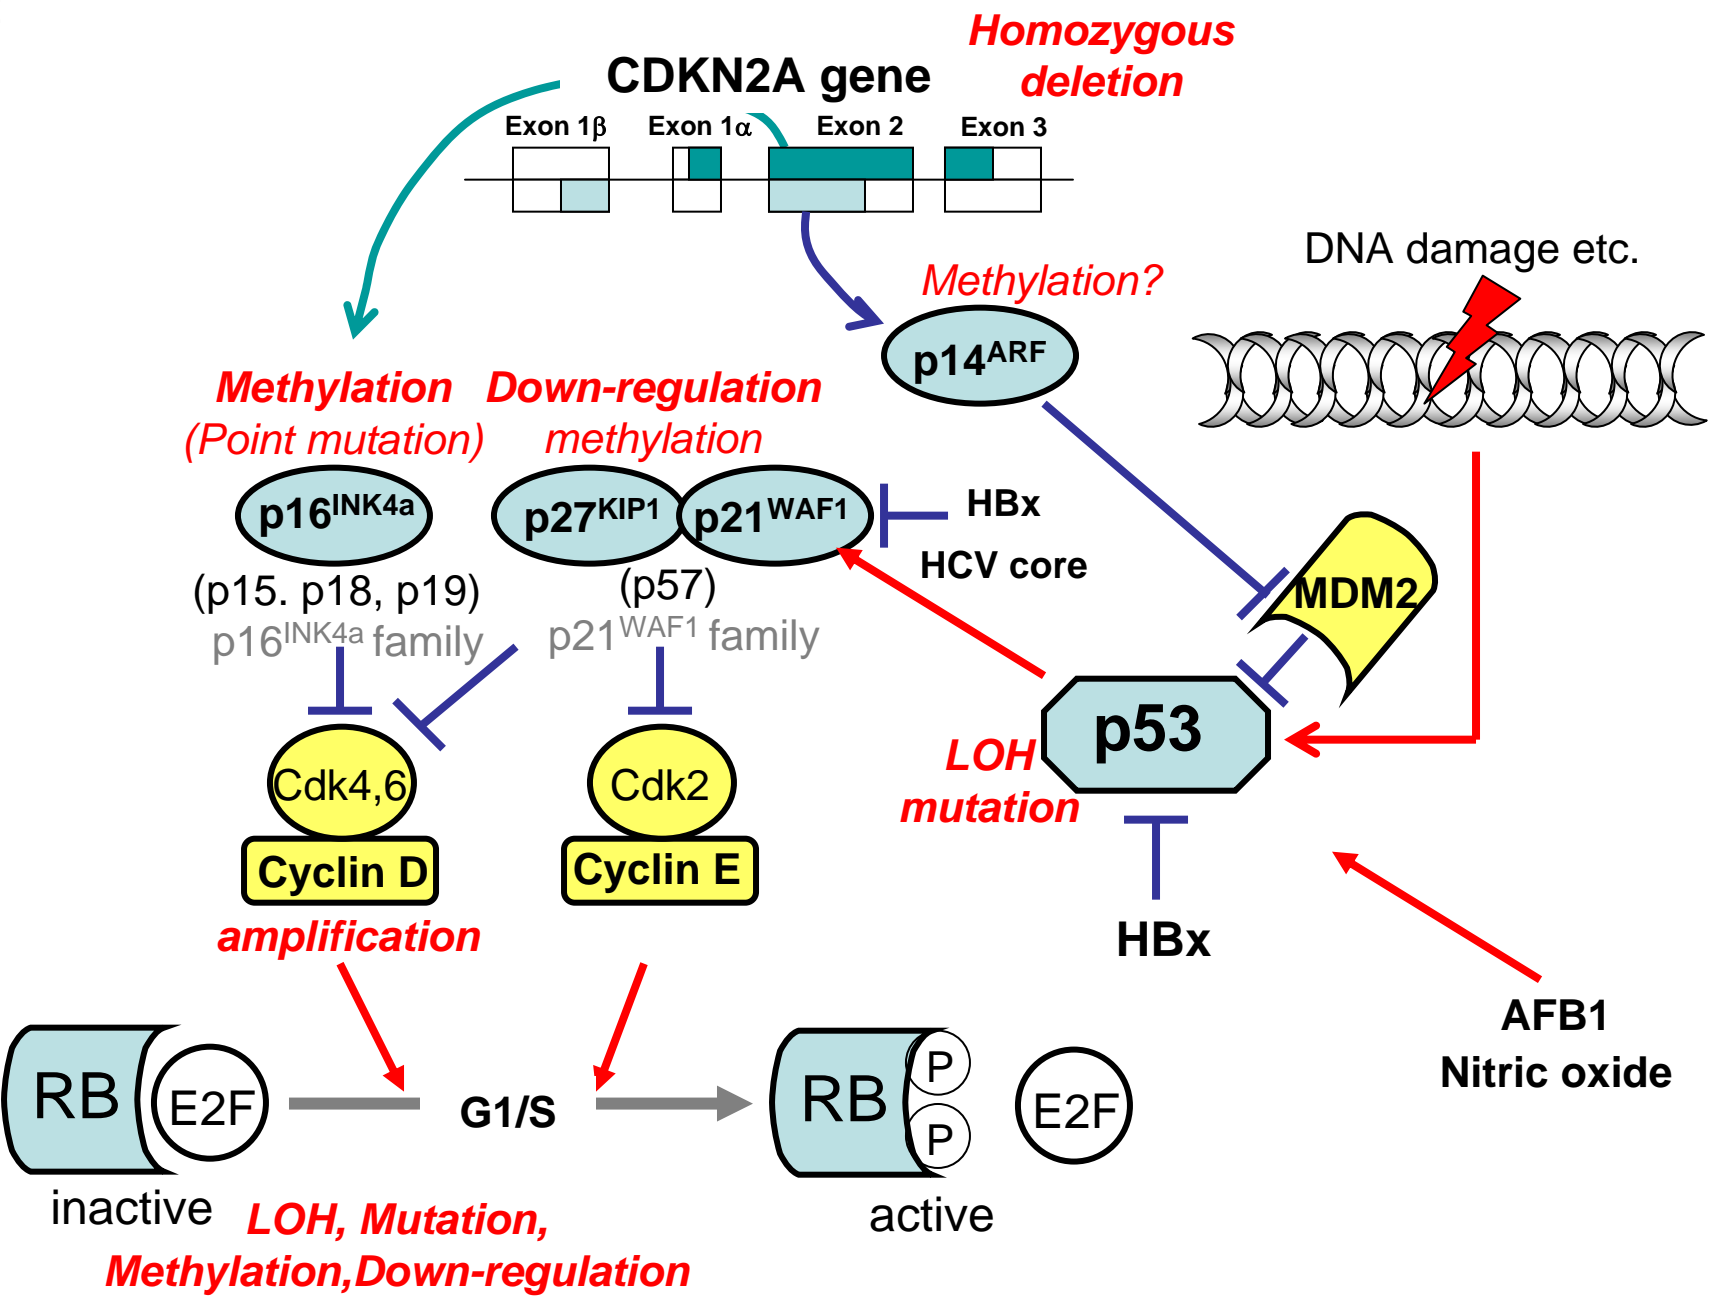 Homozygous
deletion
CDKN2A gene
Exon 1β
Exon 1α
Exon 2
Exon 3
DNA damage etc.
Methylation?
p14ARF
Methylation
(Point mutation)
Down-regulation
methylation
p16INK4a
p27KIP1
p21WAF1
HBx
HCV core
(p15. p18, p19)
p16INK4a family
(p57)
p21WAF1 family
MDM2
p53
LOH
mutation
Cdk4,6
Cyclin D
amplification
Cdk2
Cyclin E
HBx
AFB1
Nitric oxide
RB
E2F
G1/S
RB
P
P
E2F
inactive
active
LOH, Mutation,
Methylation,Down-regulation